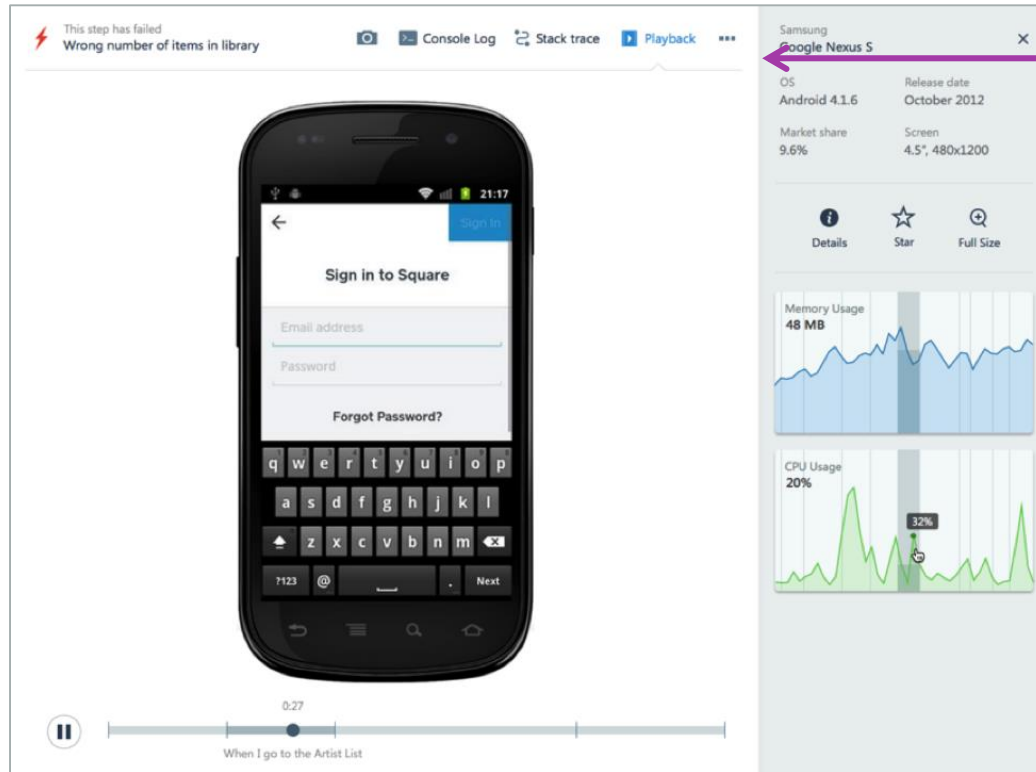 This step has failed
Wrong number of items in library
Console Log
Stack trace
Playback
Samsung
Google Nexus S
OS
Release date
Android 4.1.6
October 2012
Market share
Screen
9.6%
4.5", 480x1200
Details
Star
Full Size
Memory Usage
48 MB
CPU Usage
20%
32%
21:17
Sign In
Sign in to Square
Email address
Password
Forgot Password?
q w e r t y u i o p
a s d f g h j k l
z x c v b n m
?123 @ . Next
0:27
When I go to the Artist List